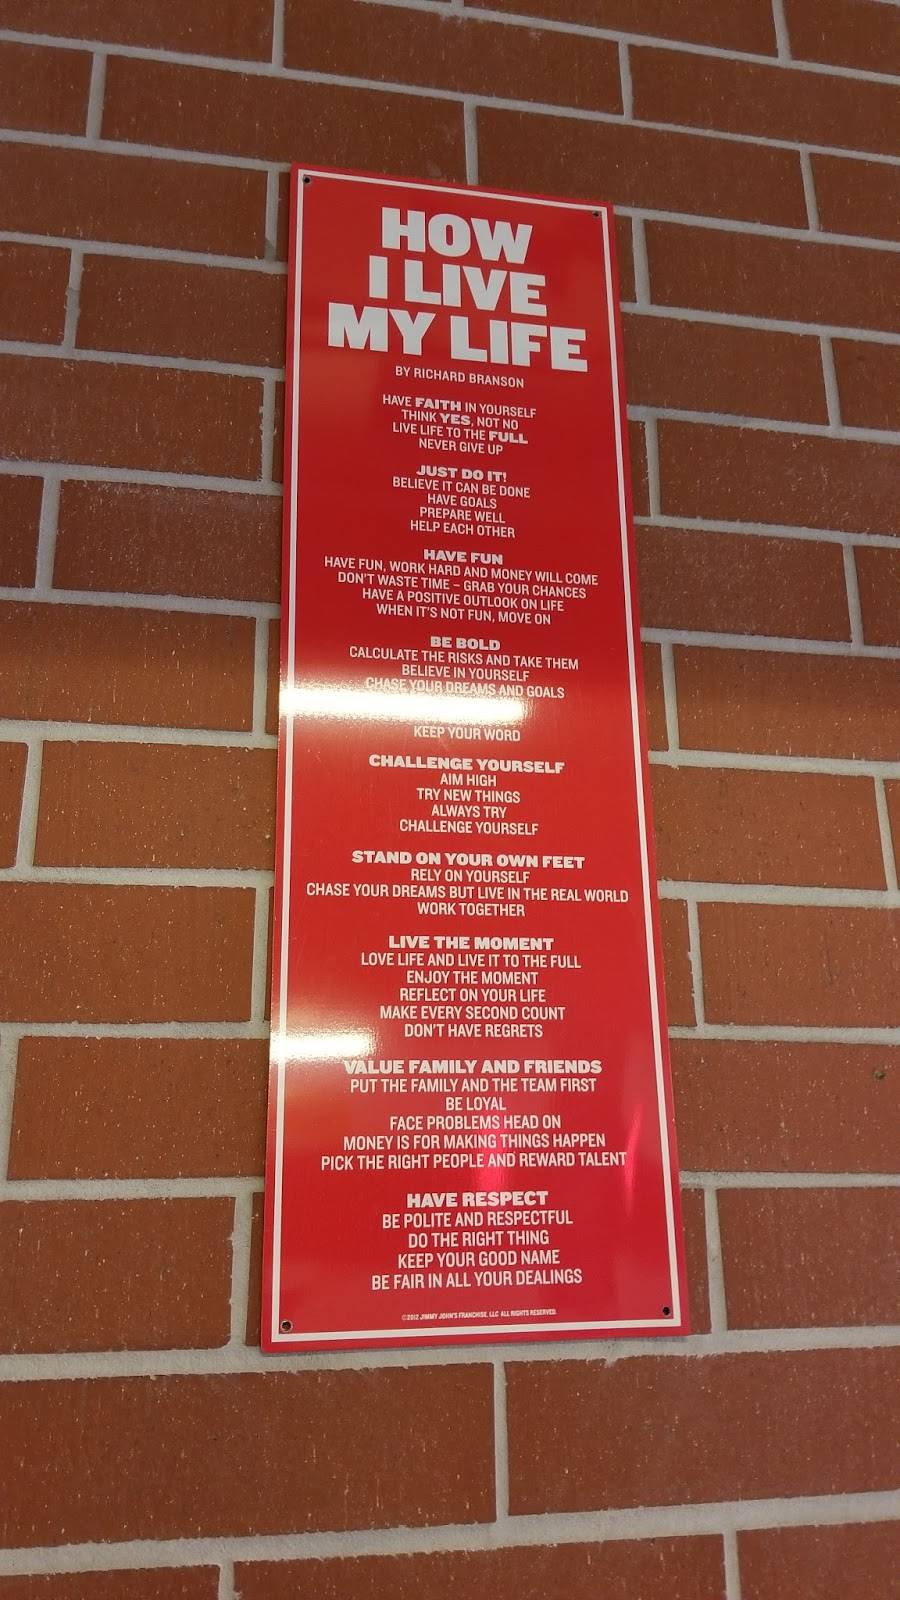 HOW
I LIVE
MY LIFE
BY RICHARD BRANSON
HAVE FAITH IN YOURSELF
THINK YES, NOT NO
LIVE LIFE TO THE FULL
NEVER GIVE UP
JUST DO IT!
BELIEVE IT CAN BE DONE
HAVE GOALS
PREPARE WELL
HELP EACH OTHER
HAVE FUN
HAVE FUN, WORK HARD AND MONEY WILL COME
DON'T WASTE TIME – GRAB YOUR CHANCES
HAVE A POSITIVE OUTLOOK ON LIFE
WHEN IT'S NOT FUN, MOVE ON
BE BOLD
CALCULATE THE RISKS AND TAKE THEM
BELIEVE IN YOURSELF
CHASE YOUR DREAMS AND GOALS
KEEP YOUR WORD
CHALLENGE YOURSELF
AIM HIGH
TRY NEW THINGS
ALWAYS TRY
CHALLENGE YOURSELF
STAND ON YOUR OWN FEET
RELY ON YOURSELF
CHASE YOUR DREAMS BUT LIVE IN THE REAL WORLD
WORK TOGETHER
LIVE THE MOMENT
LOVE LIFE AND LIVE IT TO THE FULL
ENJOY THE MOMENT
REFLECT ON YOUR LIFE
MAKE EVERY SECOND COUNT
DON'T HAVE REGRETS
VALUE FAMILY AND FRIENDS
PUT THE FAMILY AND THE TEAM FIRST
BE LOYAL
FACE PROBLEMS HEAD ON
MONEY IS FOR MAKING THINGS HAPPEN
PICK THE RIGHT PEOPLE AND REWARD TALENT
HAVE RESPECT
BE POLITE AND RESPECTFUL
DO THE RIGHT THING
KEEP YOUR GOOD NAME
BE FAIR IN ALL YOUR DEALINGS
©2012 JIMMY JOHN'S FRANCHISE, LLC ALL RIGHTS RESERVED.